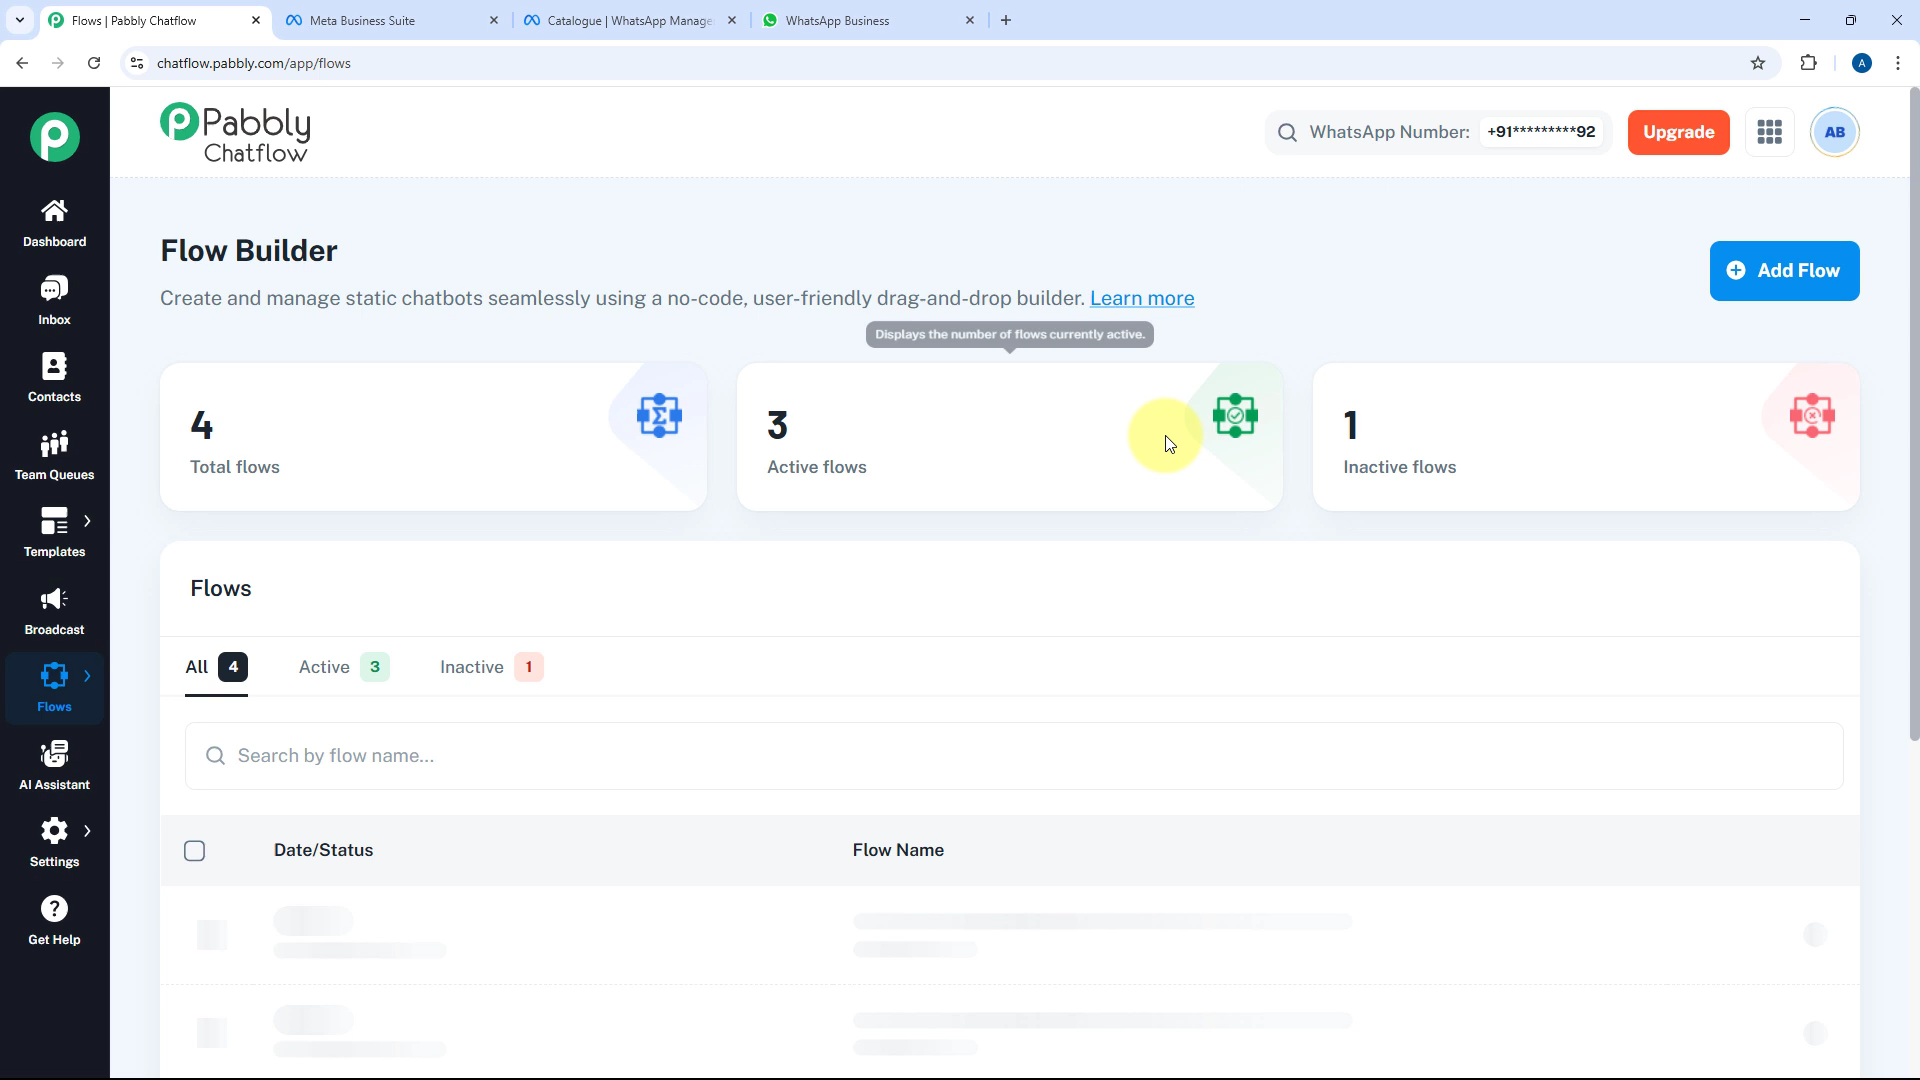 Flows | Pabbly Chatflow
Meta Business Suite
Catalogue | WhatsApp Manage
WhatsApp Business
chatflow.pabbly.com/app/flows
A
Pabbly
Chatflow
WhatsApp Number: +91*********92
Upgrade
AB
Dashboard
Inbox
Contacts
Team Queues
Templates
Broadcast
Flows
AI Assistant
Settings
Get Help
Flow Builder
Add Flow
Create and manage static chatbots seamlessly using a no-code, user-friendly drag-and-drop builder. Learn more
Displays the number of flows currently active.
4
Total flows
3
Active flows
1
Inactive flows
Flows
All 4
Active 3
Inactive 1
Search by flow name...
Date/Status
Flow Name